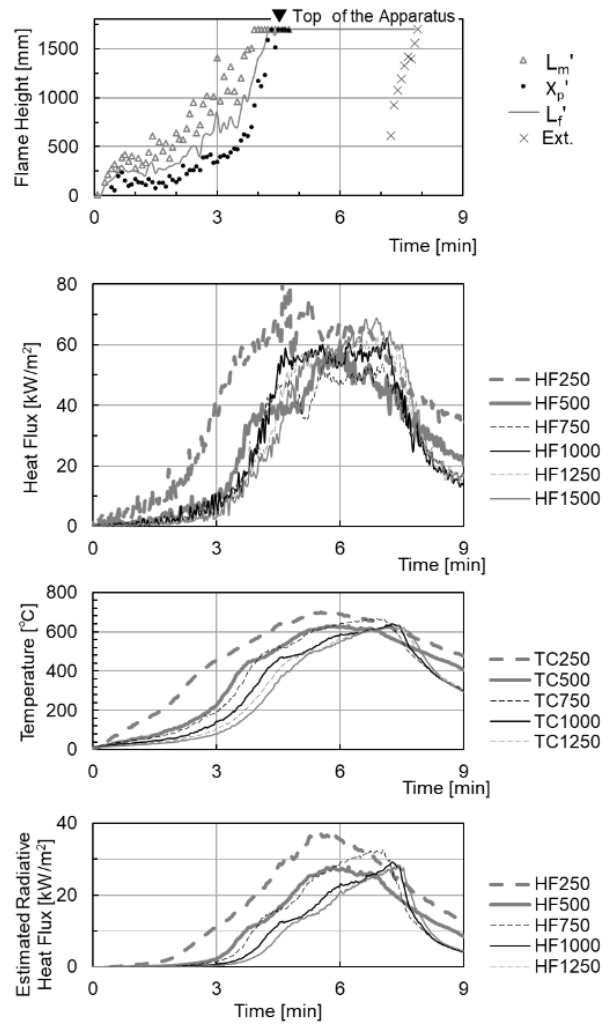 ▼ Top of the Apparatus
Flame Height [mm]
1500
1000
500
0
0 3 6 9
Time [min]
Lm'
Xp'
Lf'
Ext.
Heat Flux [kW/m²]
80
60
40
20
0
0 3 6 9
Time [min]
HF250
HF500
HF750
HF1000
HF1250
HF1500
Temperature [°C]
800
600
400
200
0
0 3 6 9
Time [min]
TC250
TC500
TC750
TC1000
TC1250
Estimated Radiative
Heat Flux [kW/m²]
40
20
0
0 3 6 9
Time [min]
HF250
HF500
HF750
HF1000
HF1250